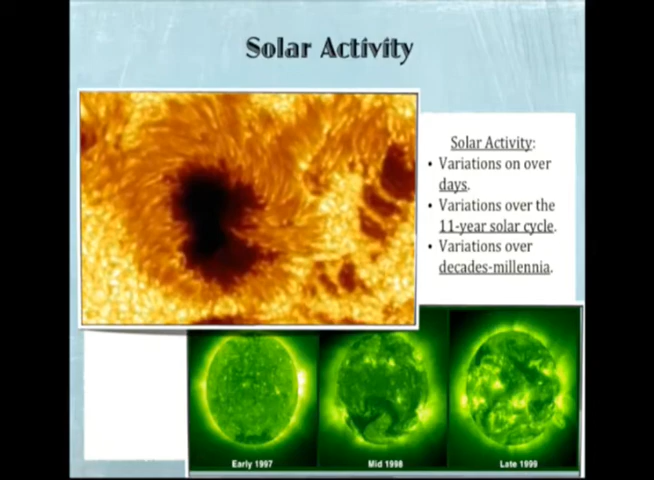 Solar Activity
Solar Activity:
• Variations on over
days.
• Variations over the
11-year solar cycle.
• Variations over
decades-millennia.
Early 1997
Mid 1998
Late 1999